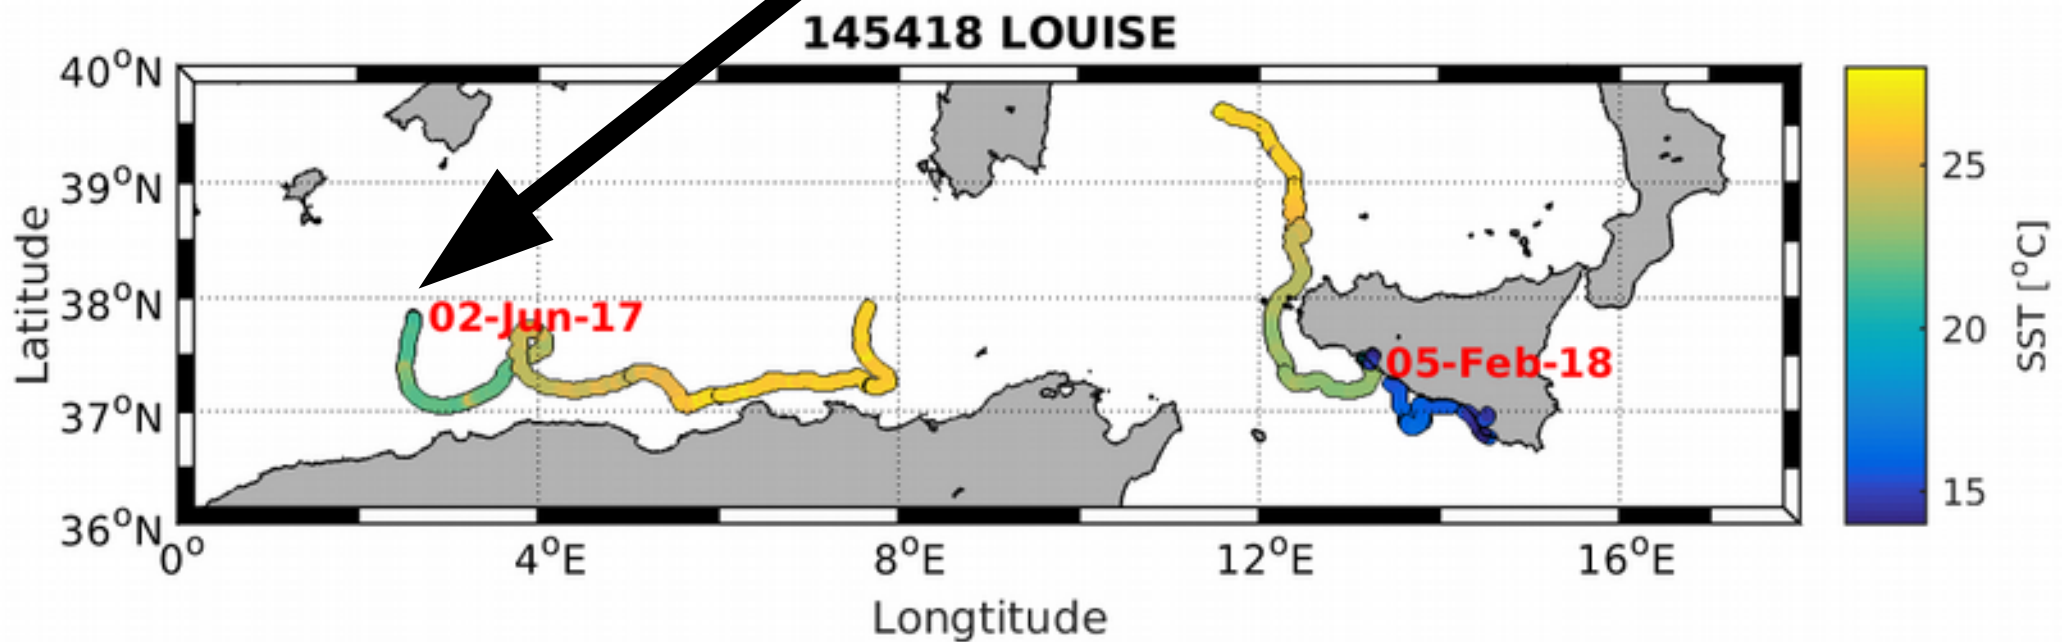 145418 LOUISE
40°N
39°N
38°N
37°N
36°N
Latitude
02-Jun-17
05-Feb-18
0°
4°E
8°E
12°E
16°E
Longtitude
25
20
15
SST [°C]